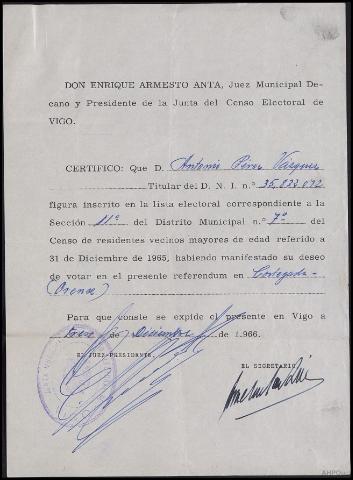 DON ENRIQUE ARMESTO ANTA, Juez Municipal De-
cano y Presidente de la Junta del Censo Electoral de
VIGO.
CERTIFICO: Que D. Antonio Pérez Vázquez
Titular del D. N. I. n.º 35,823,072
figura inscrito en la lista electoral correspondiente a la
Sección 11ª del Distrito Municipal n.º 7º del
Censo de residentes vecinos mayores de edad referido a
31 de Diciembre de 1965, habiendo manifestado su deseo
de votar en el presente referendum en Cortegada-
(Orense)
Para que conste se expide el presente en Vigo a
trece de Diciembre de 1.966.
EL JUEZ-PRESIDENTE,
EL SECRETARIO
AHPOu